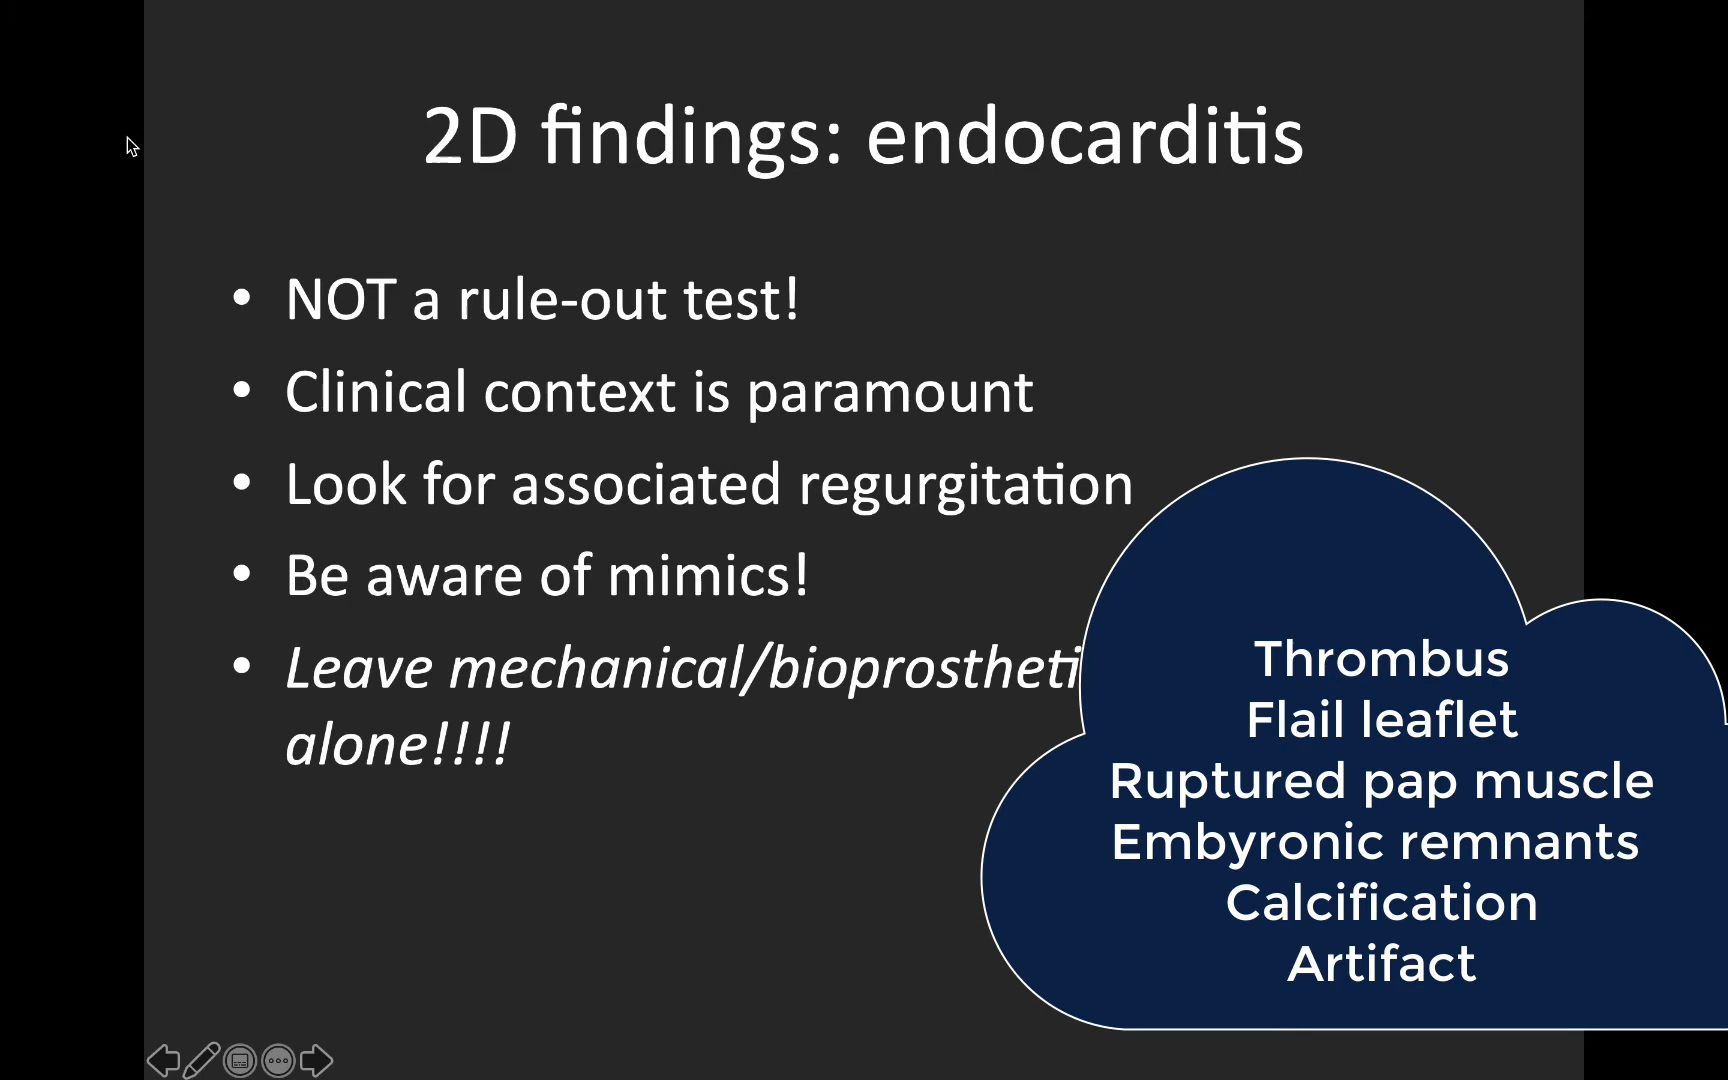 2D findings: endocarditis
• NOT a rule-out test!
• Clinical context is paramount
• Look for associated regurgitation
• Be aware of mimics!
• Leave mechanical/bioprostheti
alone!!!!
Thrombus
Flail leaflet
Ruptured pap muscle
Embyronic remnants
Calcification
Artifact